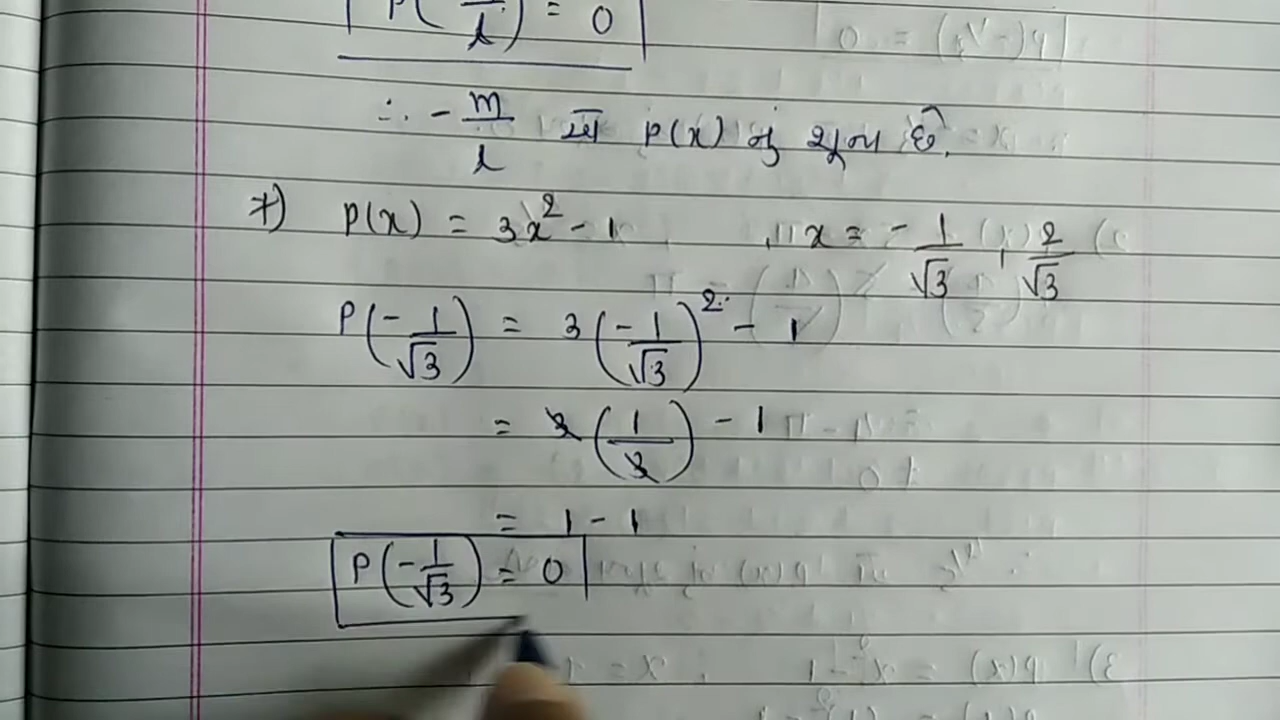 P(m/l) = 0
∴ -m/l એ P(x) નું શૂન્ય છે.
7) P(x) = 3x² - 1 , x = -1/√3 , 2/√3
P(-1/√3) = 3(-1/√3)² - 1
= 3(1/3) - 1
= 1 - 1
P(-1/√3) = 0